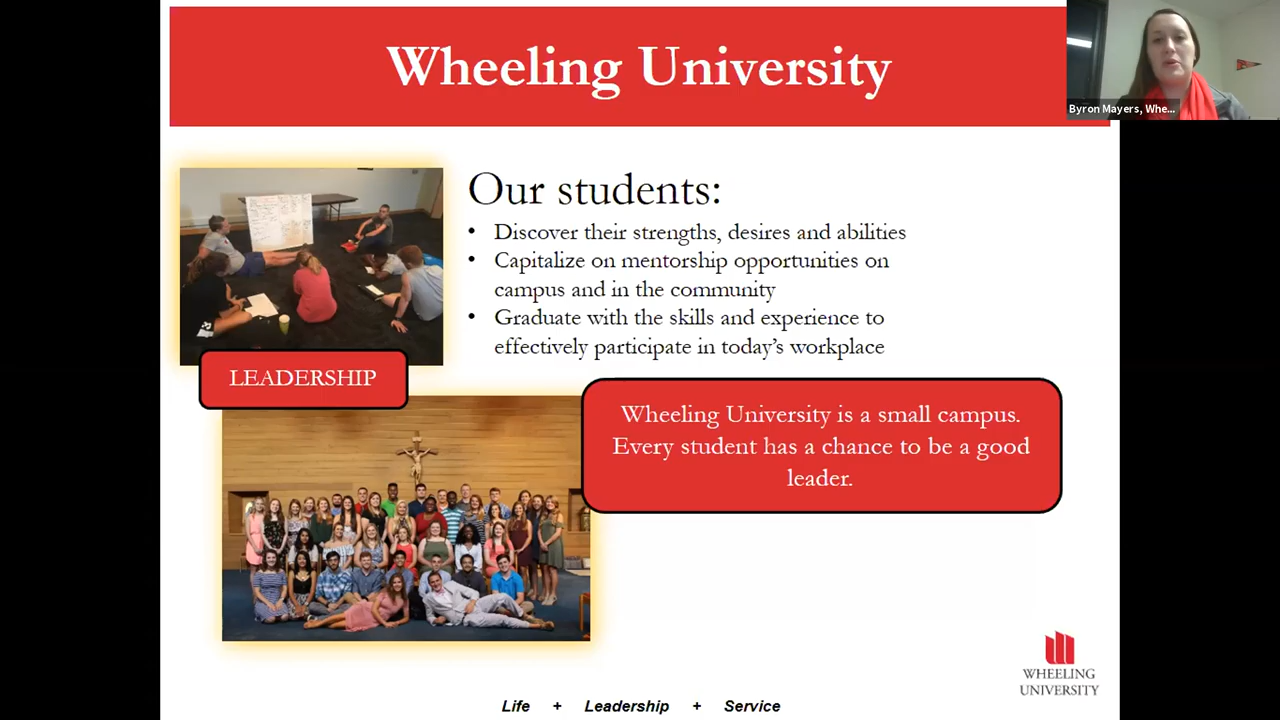 Wheeling University
Byron Mayers, Whe...
Our students:
• Discover their strengths, desires and abilities
• Capitalize on mentorship opportunities on
campus and in the community
• Graduate with the skills and experience to
effectively participate in today's workplace
LEADERSHIP
Wheeling University is a small campus.
Every student has a chance to be a good
leader.
WHEELING
UNIVERSITY
Life + Leadership + Service